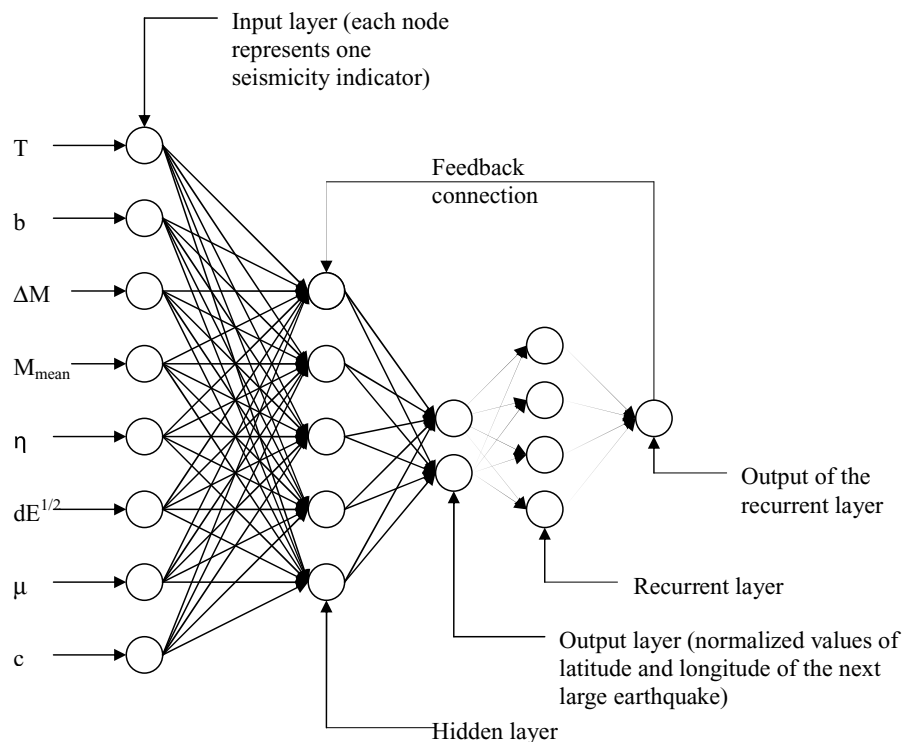 Input layer (each node
represents one
seismicity indicator)
T
b
ΔM
M_mean
η
dE^1/2
μ
c
Feedback
connection
Output of the
recurrent layer
Recurrent layer
Output layer (normalized values of
latitude and longitude of the next
large earthquake)
Hidden layer